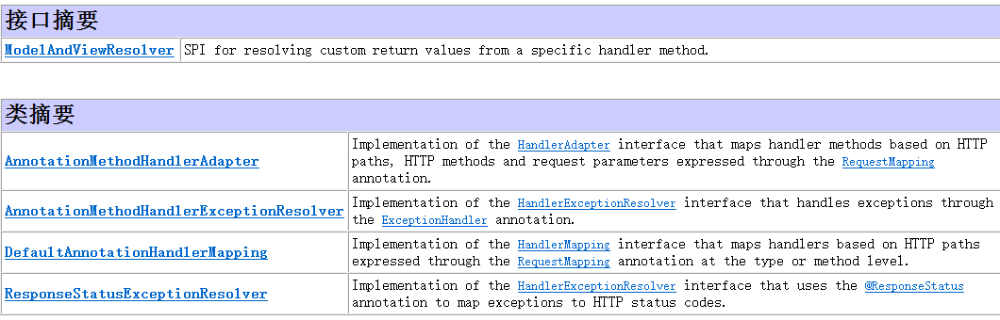 接口摘要
ModelAndViewResolver SPI for resolving custom return values from a specific handler method.
类摘要
AnnotationMethodHandlerAdapter
Implementation of the HandlerAdapter interface that maps handler methods based on HTTP
paths, HTTP methods and request parameters expressed through the RequestMapping
annotation.
AnnotationMethodHandlerExceptionResolver
Implementation of the HandlerExceptionResolver interface that handles exceptions through
the ExceptionHandler annotation.
DefaultAnnotationHandlerMapping
Implementation of the HandlerMapping interface that maps handlers based on HTTP paths
expressed through the RequestMapping annotation at the type or method level.
ResponseStatusExceptionResolver
Implementation of the HandlerExceptionResolver interface that uses the @ResponseStatus
annotation to map exceptions to HTTP status codes.